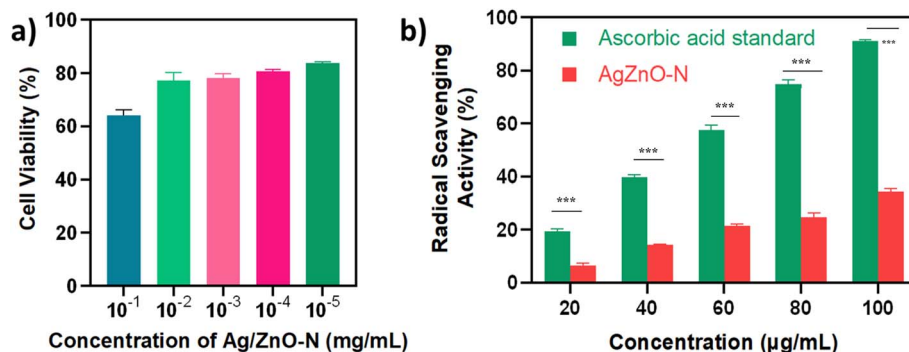 a)
Cell Viability (%)
100
80
60
40
20
0
10⁻¹ 10⁻² 10⁻³ 10⁻⁴ 10⁻⁵
Concentration of Ag/ZnO-N (mg/mL)
b)
Radical Scavenging
Activity (%)
100
80
60
40
20
0
Ascorbic acid standard
AgZnO-N
***
***
***
***
***
20 40 60 80 100
Concentration (µg/mL)